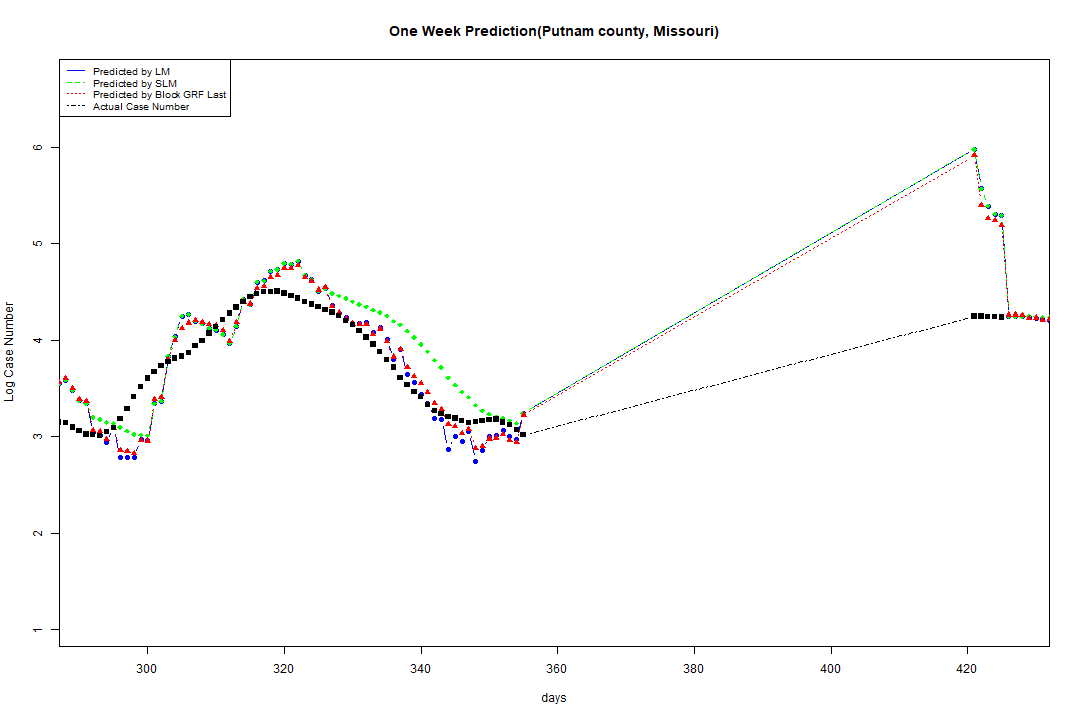 One Week Prediction(Putnam county, Missouri)
Predicted by LM
Predicted by SLM
Predicted by Block GRF Last
Actual Case Number
Log Case Number
6
5
4
3
2
1
300 320 340 360 380 400 420
days